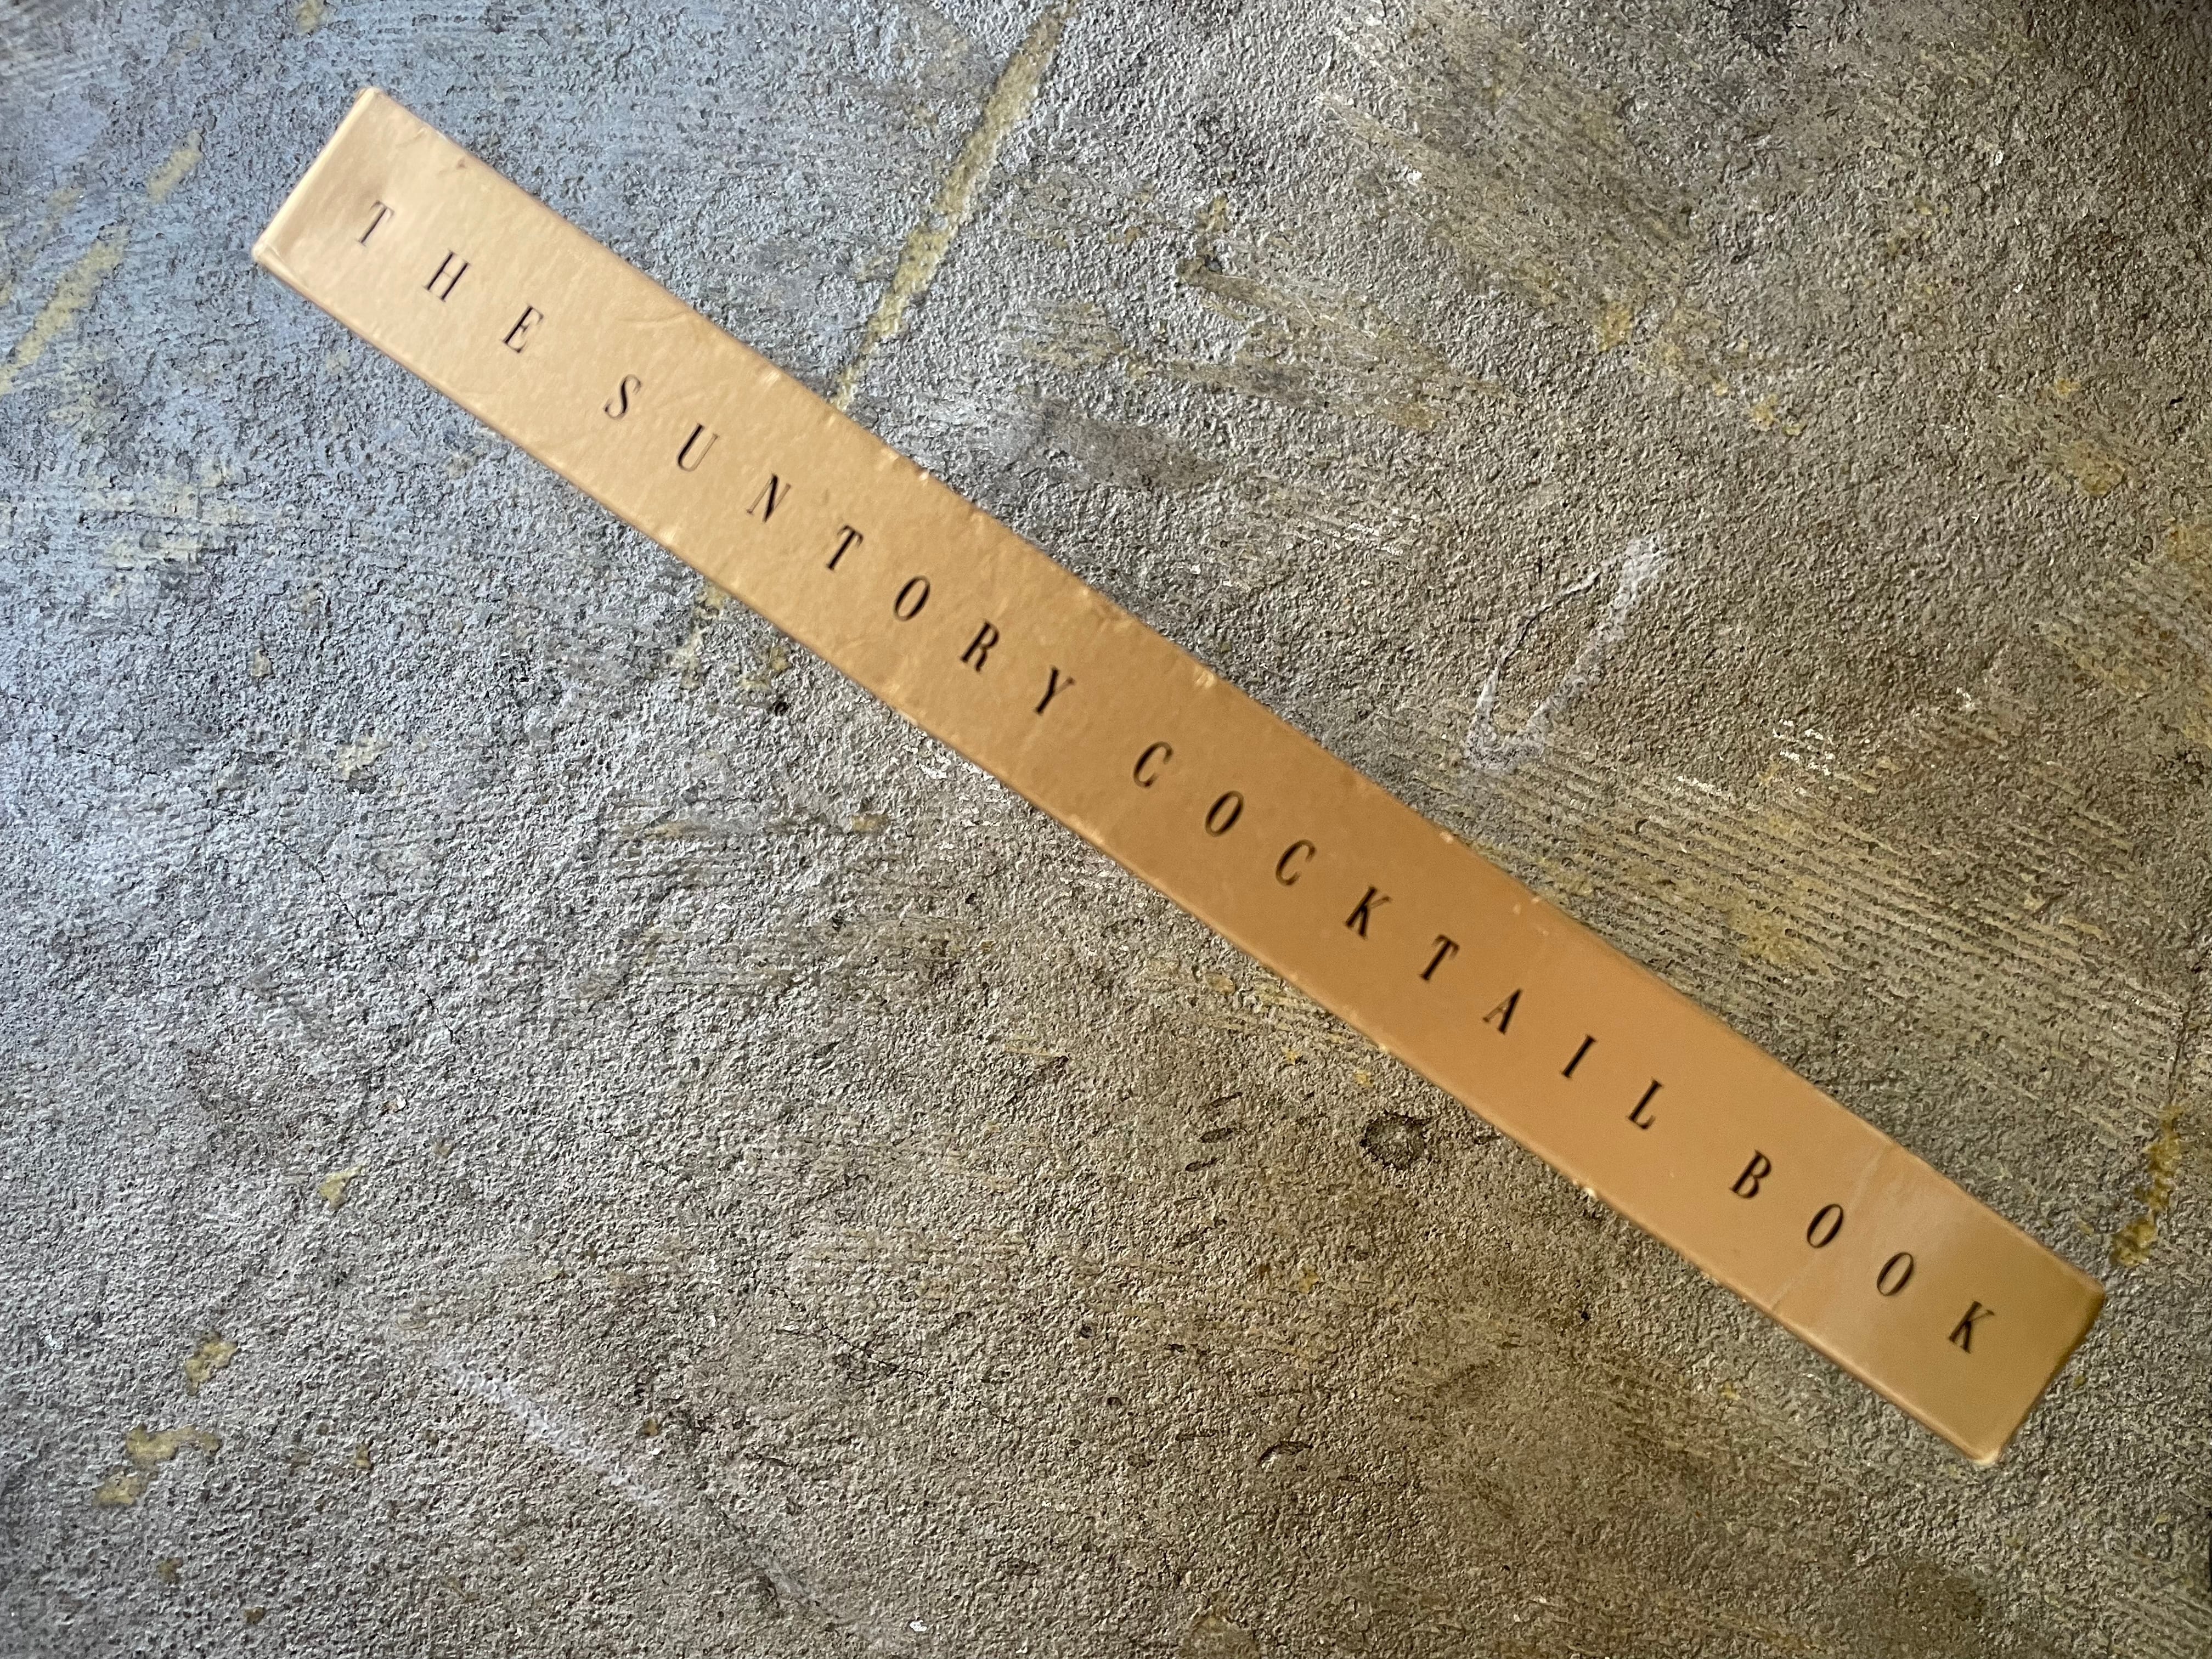 THE SUNTORY COCKTAIL BOOK